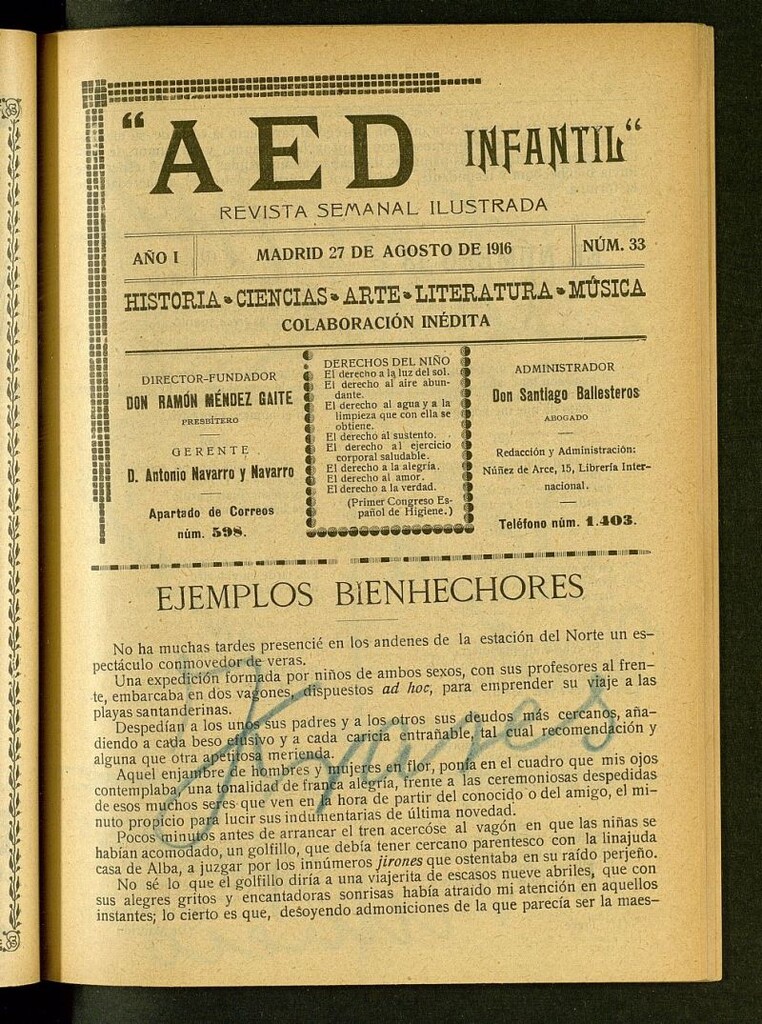 “AED INFANTIL“
REVISTA SEMANAL ILUSTRADA
AÑO I
MADRID 27 DE AGOSTO DE 1916
NÚM. 33
HISTORIA - CIENCIAS - ARTE - LITERATURA - MÚSICA
COLABORACIÓN INÉDITA
DIRECTOR-FUNDADOR
DON RAMÓN MÉNDEZ GAITE
PRESBÍTERO
GERENTE
D. Antonio Navarro y Navarro
Apartado de Correos
núm. 598.
DERECHOS DEL NIÑO
El derecho a la luz del sol.
El derecho al aire abun-
dante.
El derecho al agua y a la
limpieza que con ella se
obtiene.
El derecho al sustento.
El derecho al ejercicio
corporal saludable.
El derecho a la alegría.
El derecho al amor.
El derecho a la verdad.
(Primer Congreso Es-
pañol de Higiene.)
ADMINISTRADOR
Don Santiago Ballesteros
ABOGADO
Redacción y Administración:
Núñez de Arce, 15, Librería Inter-
nacional.
Teléfono núm. 1.403.
EJEMPLOS BIENHECHORES
No ha muchas tardes presencié en los andenes de la estación del Norte un es-
pectáculo conmovedor de veras.
Una expedición formada por niños de ambos sexos, con sus profesores al fren-
te, embarcaba en dos vagones, dispuestos ad hoc, para emprender su viaje a las
playas santanderinas.
Despedían a los unos sus padres y a los otros sus deudos más cercanos, aña-
diendo a cada beso efusivo y a cada caricia entrañable, tal cual recomendación y
alguna que otra apetitosa merienda.
Aquel enjambre de hombres y mujeres en flor, ponía en el cuadro que mis ojos
contemplaba, una tonalidad de franca alegría, frente a las ceremoniosas despedidas
de esos muchos seres que ven en la hora de partir del conocido o del amigo, el mi-
nuto propicio para lucir sus indumentarias de última novedad.
Pocos minutos antes de arrancar el tren acercóse al vagón en que las niñas se
habían acomodado, un golfillo, que debía tener cercano parentesco con la linajuda
casa de Alba, a juzgar por los innúmeros jirones que ostentaba en su raído perjeño.
No sé lo que el golfillo diría a una viajerita de escasos nueve abriles, que con
sus alegres gritos y encantadoras sonrisas había atraído mi atención en aquellos
instantes; lo cierto es que, desoyendo admoniciones de la que parecía ser la maes-